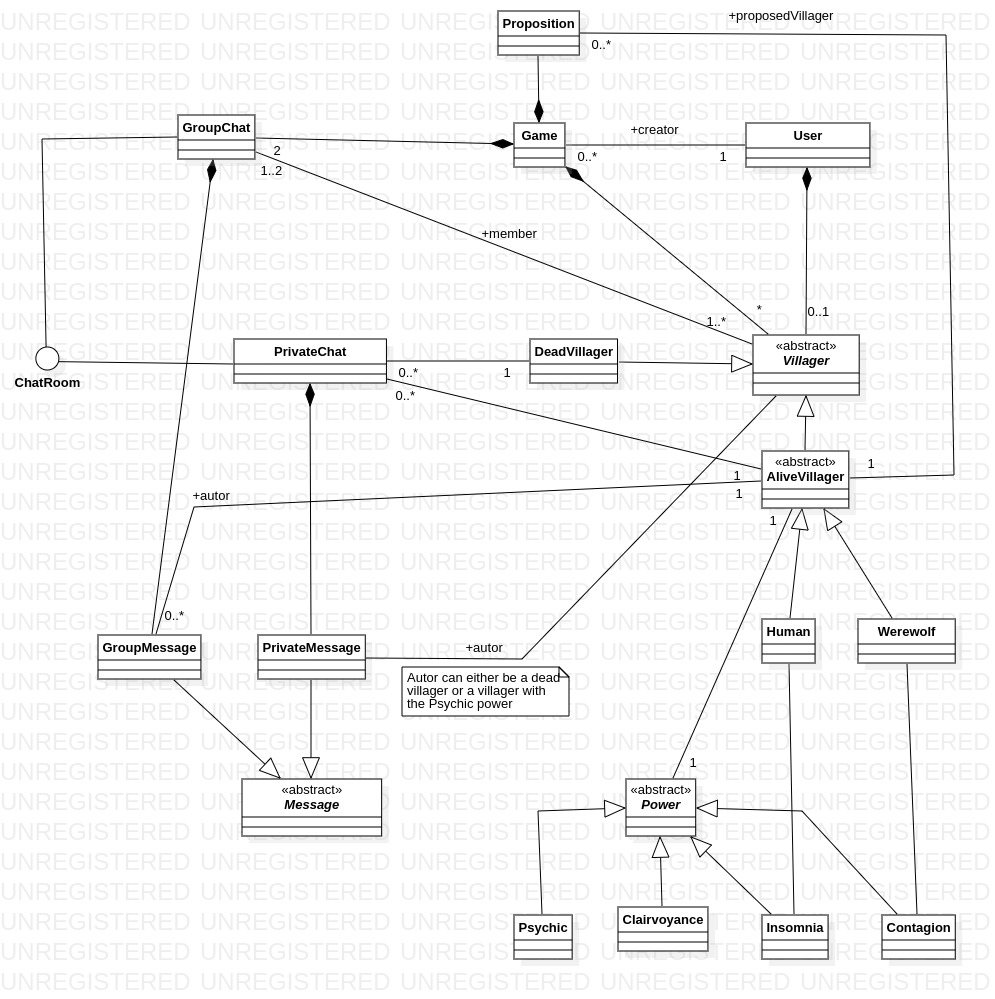 +proposedVillager
Proposition
0..*
GroupChat
Game
+creator
User
2
0..*
1
1..2
+member
*
0..1
1..*
«abstract»
Villager
PrivateChat
DeadVillager
0..*
1
ChatRoom
0..*
«abstract»
AliveVillager
1
1
1
+autor
1
0..*
Human
Werewolf
GroupMessage
PrivateMessage
+autor
Autor can either be a dead
villager or a villager with
the Psychic power
1
«abstract»
Message
«abstract»
Power
Psychic
Clairvoyance
Insomnia
Contagion
UNREGISTERED